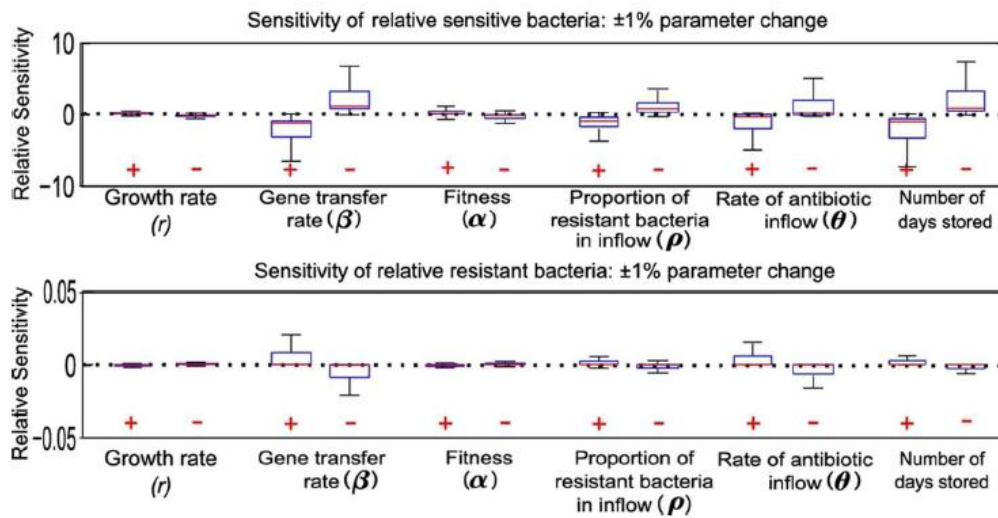 Sensitivity of relative sensitive bacteria: ±1% parameter change
Relative Sensitivity
10
0
−10
+ − + − + − + − + − + −
Growth rate
(r)
Gene transfer
rate (β)
Fitness
(α)
Proportion of
resistant bacteria
in inflow (ρ)
Rate of antibiotic
inflow (θ)
Number of
days stored
Sensitivity of relative resistant bacteria: ±1% parameter change
Relative Sensitivity
0.05
0
−0.05
+ − + − + − + − + − + −
Growth rate
(r)
Gene transfer
rate (β)
Fitness
(α)
Proportion of
resistant bacteria
in inflow (ρ)
Rate of antibiotic
inflow (θ)
Number of
days stored